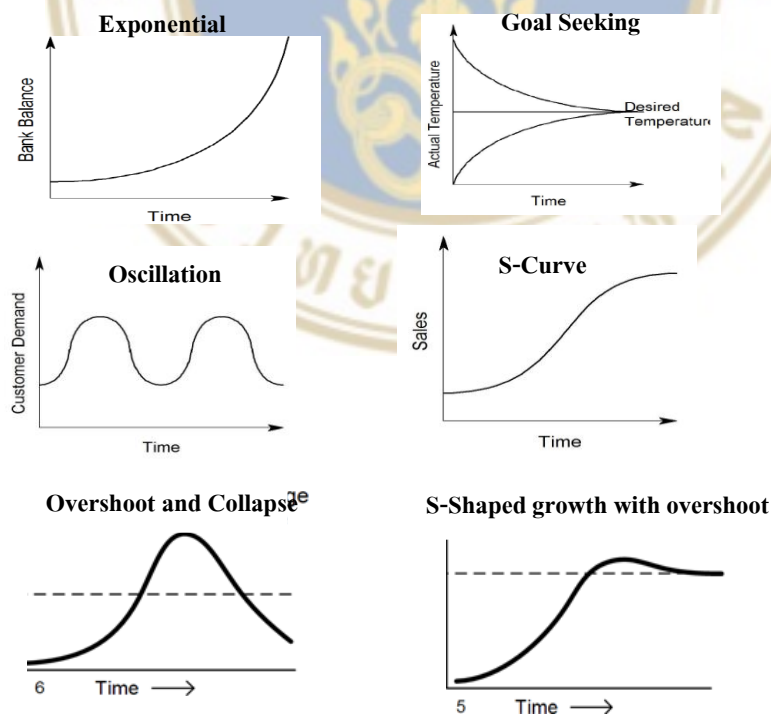 Exponential
Bank Balance
Time
Goal Seeking
Actual Temperature
Desired
Temperature
Time
Oscillation
Customer Demand
Time
S-Curve
Sales
Time
Overshoot and Collapse
6
Time
S-Shaped growth with overshoot
5
Time